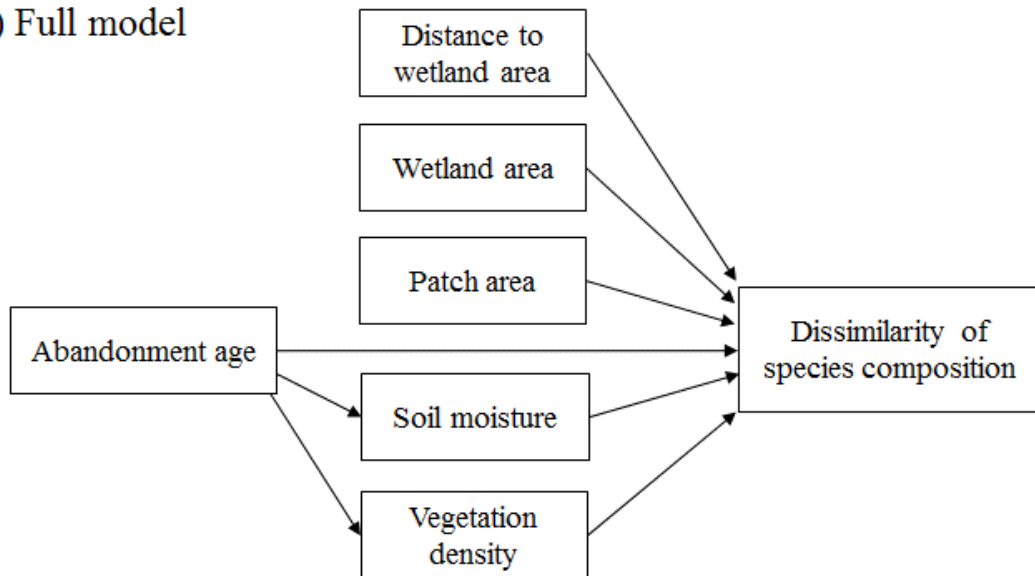 ) Full model
Distance to
wetland area
Wetland area
Patch area
Abandonment age
Dissimilarity of
species composition
Soil moisture
Vegetation
density